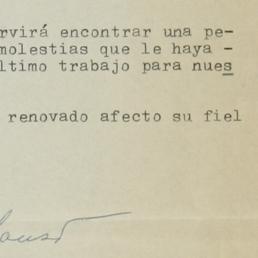 rvirá encontrar una pe-
molestias que le haya -
ltimo trabajo para nues
renovado afecto su fiel